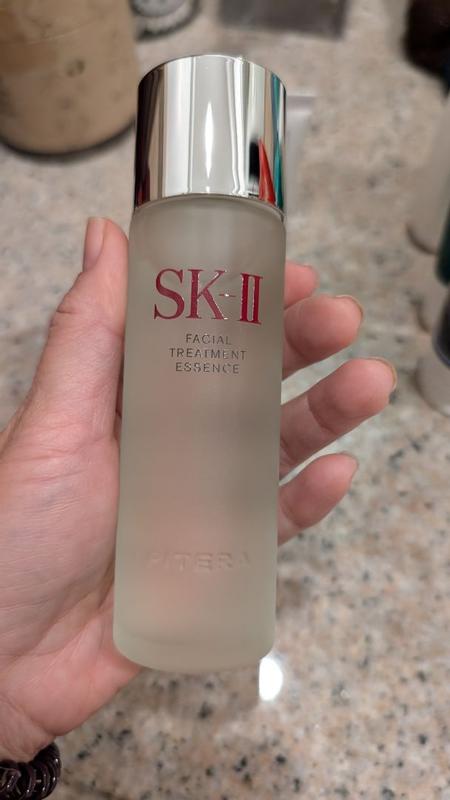 SK-II
FACIAL
TREATMENT
ESSENCE
PITERA